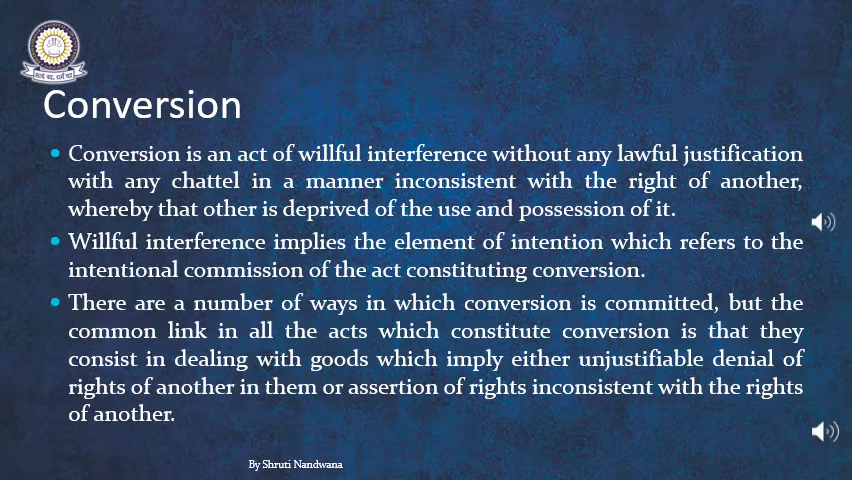 सत्यं वद. धर्मं चर
Conversion
Conversion is an act of willful interference without any lawful justification
with any chattel in a manner inconsistent with the right of another,
whereby that other is deprived of the use and possession of it.
Willful interference implies the element of intention which refers to the
intentional commission of the act constituting conversion.
There are a number of ways in which conversion is committed, but the
common link in all the acts which constitute conversion is that they
consist in dealing with goods which imply either unjustifiable denial of
rights of another in them or assertion of rights inconsistent with the rights
of another.
By Shruti Nandwana